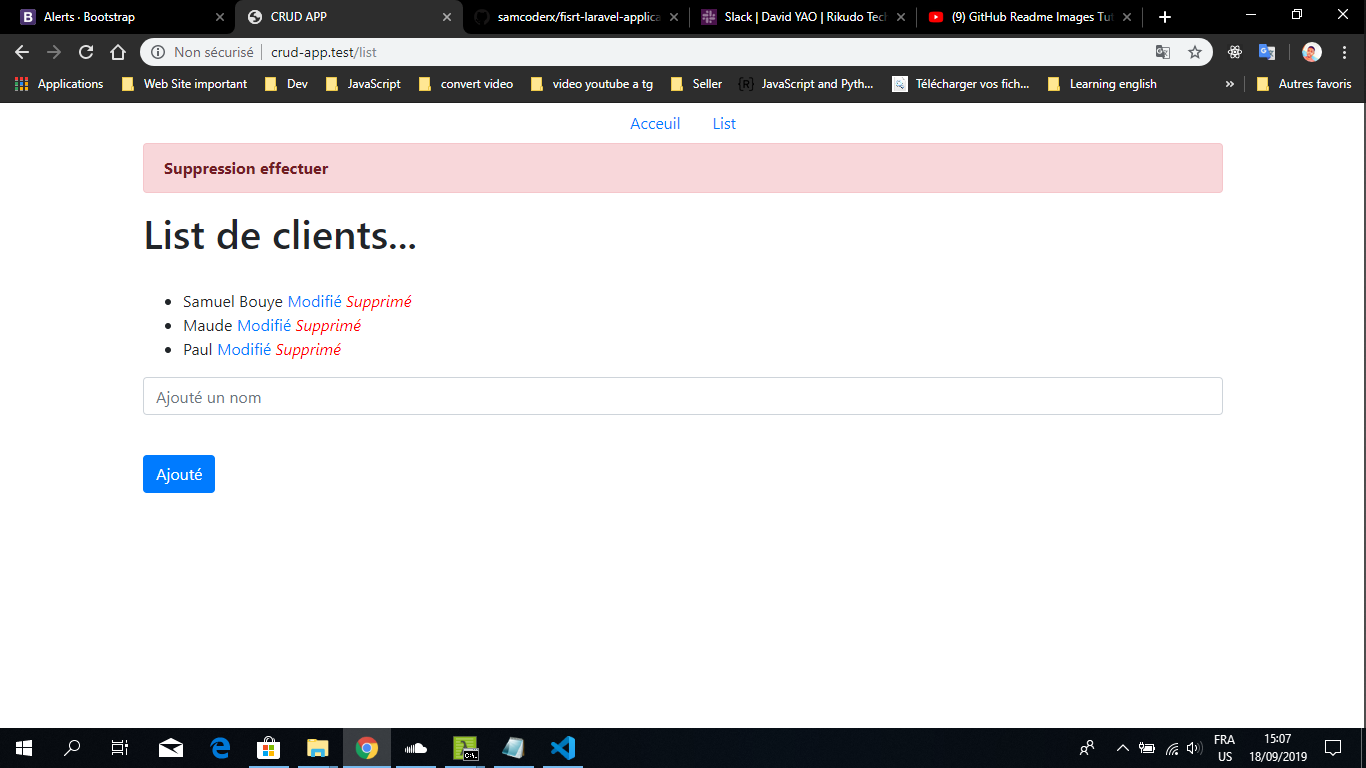 Alerts · Bootstrap
CRUD APP
samcoderx/fisrt-laravel-applica
Slack | David YAO | Rikudo Tech
(9) GitHub Readme Images Tut
Non sécurisé
crud-app.test/list
Applications
Web Site important
Dev
JavaScript
convert video
video youtube a tg
Seller
JavaScript and Pyth...
Télécharger vos fich...
Learning english
»
Autres favoris
Acceuil
List
Suppression effectuer
List de clients...
Samuel Bouye Modifié Supprimé
Maude Modifié Supprimé
Paul Modifié Supprimé
Ajouté un nom
Ajouté
FRA
US
15:07
18/09/2019